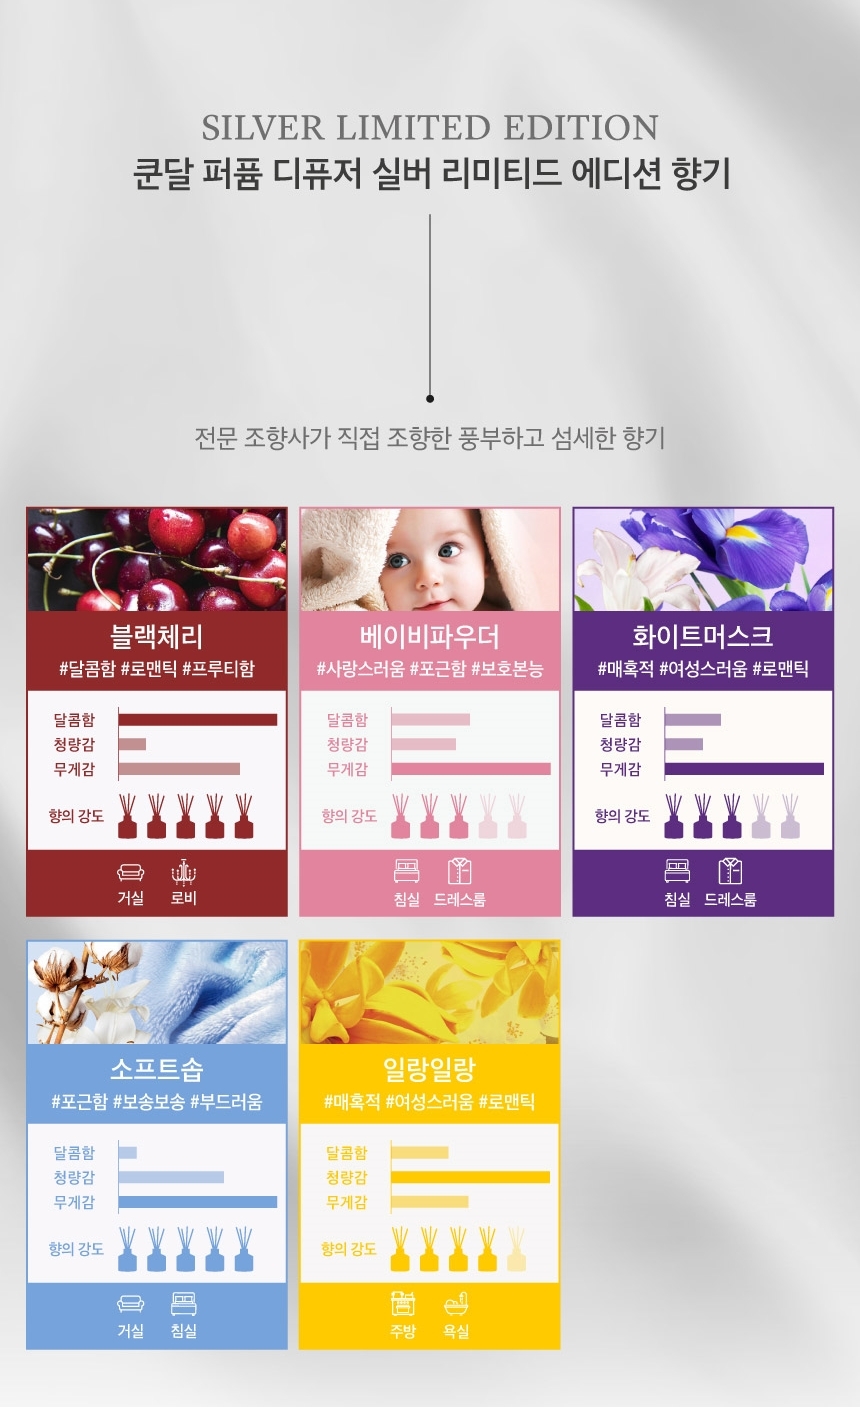 SILVER LIMITED EDITION
쿤달 퍼퓸 디퓨저 실버 리미티드 에디션 향기
전문 조향사가 직접 조향한 풍부하고 섬세한 향기
블랙체리
#달콤함 #로맨틱 #프루티함
달콤함
청량감
무게감
향의 강도
거실 로비
베이비파우더
#사랑스러움 #포근함 #보호본능
달콤함
청량감
무게감
향의 강도
침실 드레스룸
화이트머스크
#매혹적 #여성스러움 #로맨틱
달콤함
청량감
무게감
향의 강도
침실 드레스룸
소프트솝
#포근함 #보송보송 #부드러움
달콤함
청량감
무게감
향의 강도
거실 침실
일랑일랑
#매혹적 #여성스러움 #로맨틱
달콤함
청량감
무게감
향의 강도
주방 욕실